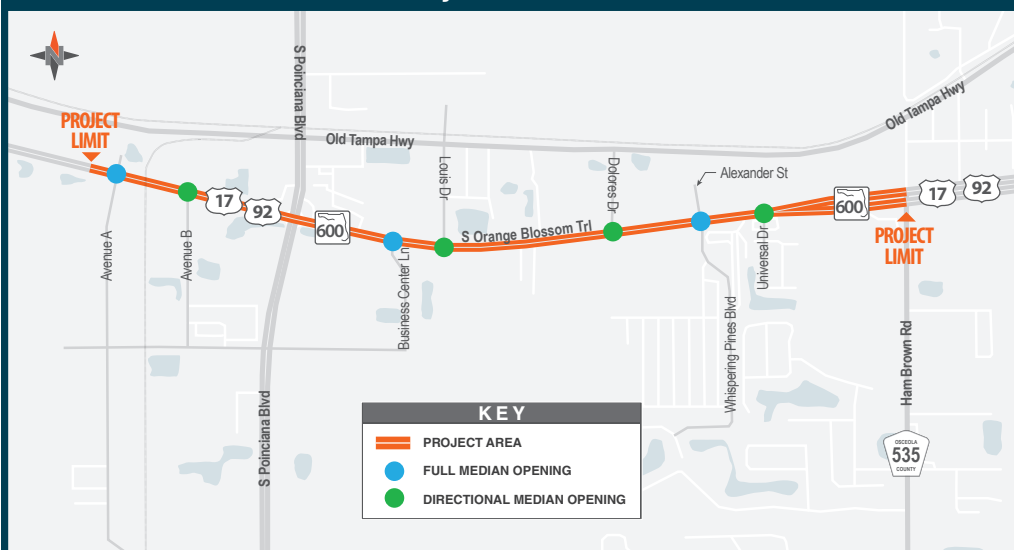 S Poinciana Blvd
Old Tampa Hwy
Old Tampa Hwy
PROJECT
LIMIT
Louis Dr
Dolores Dr
Alexander St
17
92
600
S Orange Blossom Trl
600
17
92
PROJECT
LIMIT
Avenue A
Avenue B
Business Center Ln
Universal Dr
Whispering Pines Blvd
Ham Brown Rd
S Poinciana Blvd
OSCEOLA
535
COUNTY
KEY
PROJECT AREA
FULL MEDIAN OPENING
DIRECTIONAL MEDIAN OPENING